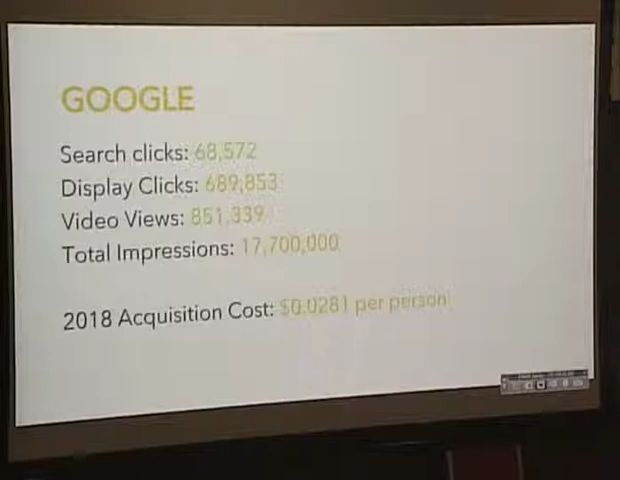 GOOGLE
Search clicks: 68,572
Display Clicks: 689,853
Video Views: 851,339
Total Impressions: 17,700,000
2018 Acquisition Cost: $0.0281 per person